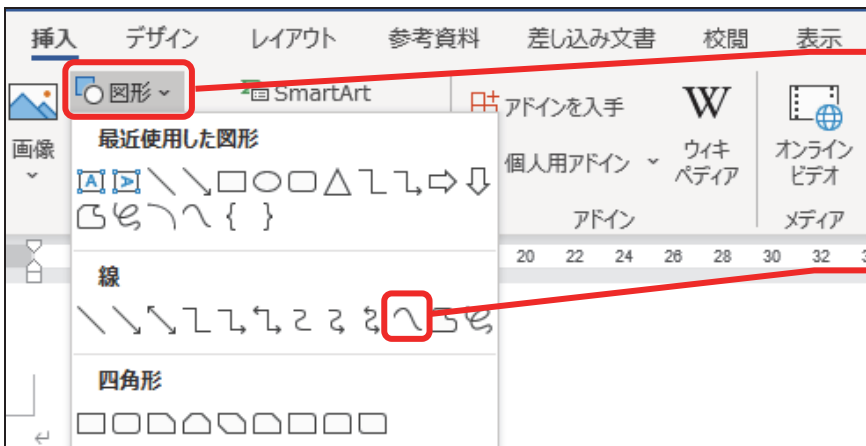 挿入 デザイン レイアウト 参考資料 差し込み文書 校閲 表示
図形 SmartArt
アドインを入手
W
画像
個人用アドイン
ウィキ
ペディア
オンライン
ビデオ
アドイン
メディア
最近使用した図形
A A
20 22 24 26 28 30 32
線
四角形